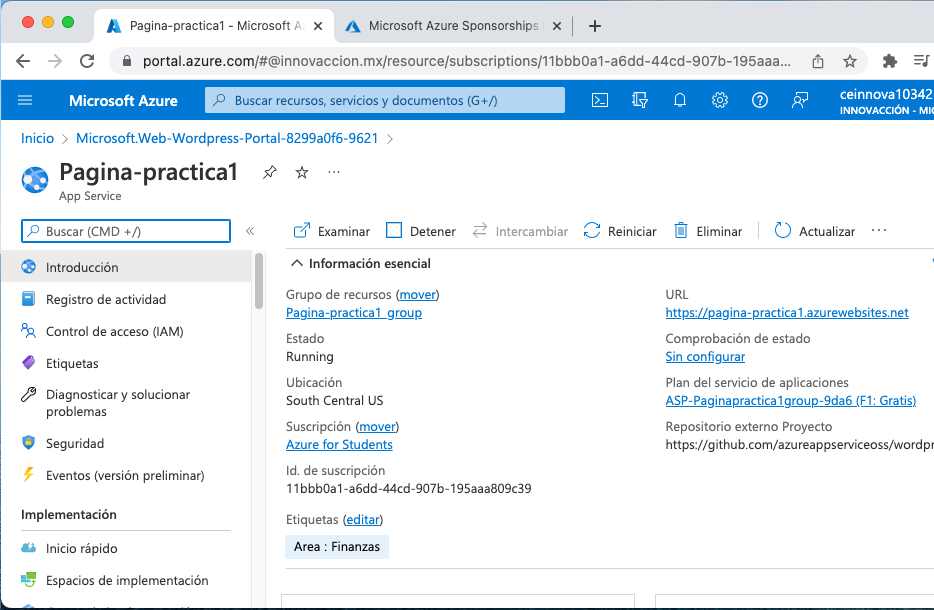 Pagina-practica1 - Microsoft Az
Microsoft Azure Sponsorships
portal.azure.com/#@innovaccion.mx/resource/subscriptions/11bbb0a1-a6dd-44cd-907b-195aaa...
Microsoft Azure
Buscar recursos, servicios y documentos (G+/)
ceinnova10342
INNOVACCIÓN - MIC
Inicio > Microsoft.Web-Wordpress-Portal-8299a0f6-9621 >
Pagina-practica1
App Service
Buscar (CMD +/)
«
Examinar
Detener
Intercambiar
Reiniciar
Eliminar
Actualizar
Introducción
Registro de actividad
Control de acceso (IAM)
Etiquetas
Diagnosticar y solucionar
problemas
Seguridad
Eventos (versión preliminar)
Implementación
Inicio rápido
Espacios de implementación
Información esencial
Grupo de recursos (mover)
Pagina-practica1_group
Estado
Running
Ubicación
South Central US
Suscripción (mover)
Azure for Students
Id. de suscripción
11bbb0a1-a6dd-44cd-907b-195aaa809c39
Etiquetas (editar)
Area : Finanzas
URL
https://pagina-practica1.azurewebsites.net
Comprobación de estado
Sin configurar
Plan del servicio de aplicaciones
ASP-Paginapractica1group-9da6 (F1: Gratis)
Repositorio externo Proyecto
https://github.com/azureappserviceoss/wordpr